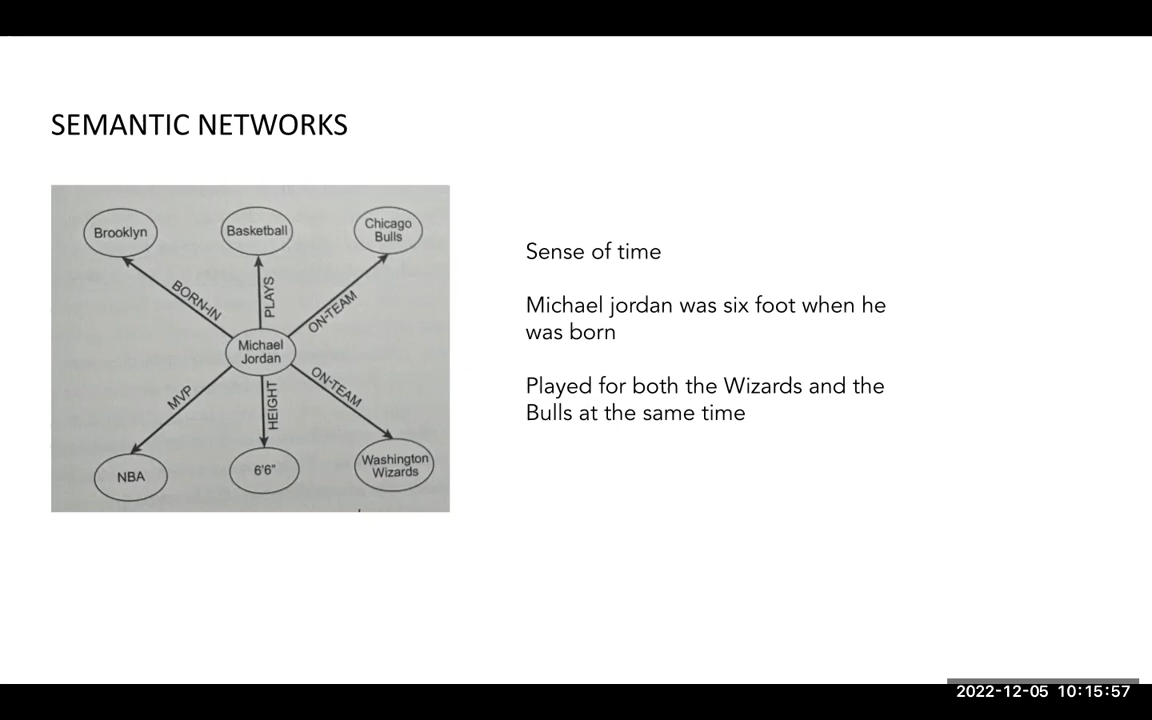 SEMANTIC NETWORKS
Brooklyn
Basketball
Chicago
Bulls
BORN-IN
PLAYS
ON-TEAM
Michael
Jordan
MVP
HEIGHT
ON-TEAM
NBA
6'6"
Washington
Wizards
Sense of time
Michael jordan was six foot when he
was born
Played for both the Wizards and the
Bulls at the same time
2022-12-05 10:15:57